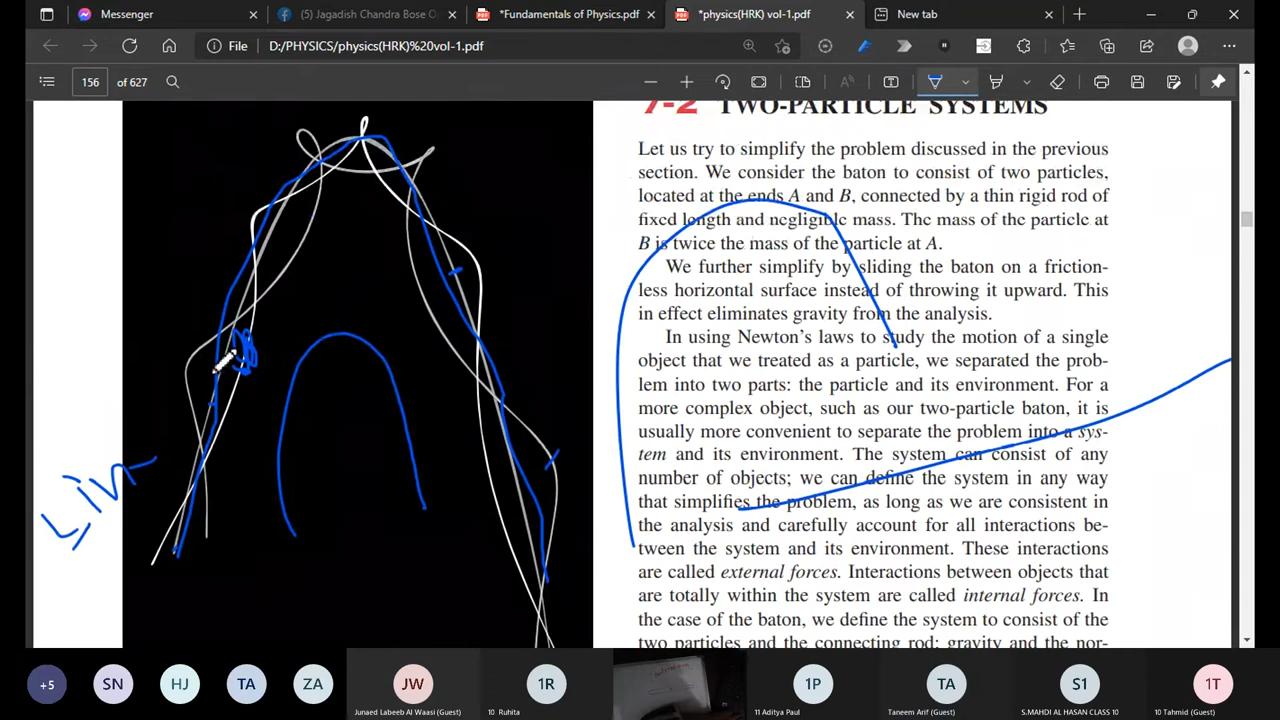 Messenger
(5) Jagadish Chandra Bose O
*Fundamentals of Physics.pdf
*physics(HRK) vol-1.pdf
New tab
File
D:/PHYSICS/physics(HRK)%20vol-1.pdf
156 of 627
7-2 TWO-PARTICLE SYSTEMS
Let us try to simplify the problem discussed in the previous
section. We consider the baton to consist of two particles,
located at the ends A and B, connected by a thin rigid rod of
fixed length and negligible mass. The mass of the particle at
B is twice the mass of the particle at A.
We further simplify by sliding the baton on a friction-
less horizontal surface instead of throwing it upward. This
in effect eliminates gravity from the analysis.
In using Newton's laws to study the motion of a single
object that we treated as a particle, we separated the prob-
lem into two parts: the particle and its environment. For a
more complex object, such as our two-particle baton, it is
usually more convenient to separate the problem into a sys-
tem and its environment. The system can consist of any
number of objects; we can define the system in any way
that simplifies the problem, as long as we are consistent in
the analysis and carefully account for all interactions be-
tween the system and its environment. These interactions
are called external forces. Interactions between objects that
are totally within the system are called internal forces. In
the case of the baton, we define the system to consist of the
two particles and the connecting rod; gravity and the nor-
+5
SN
HJ
TA
ZA
JW
1R
1P
TA
S1
1T
Junaed Labeeb Al Waasi (Guest)
10 Ruhita
11 Aditya Paul
Taneem Arif (Guest)
S.MAHDI AL HASAN CLASS 10
10 Tahmid (Guest)